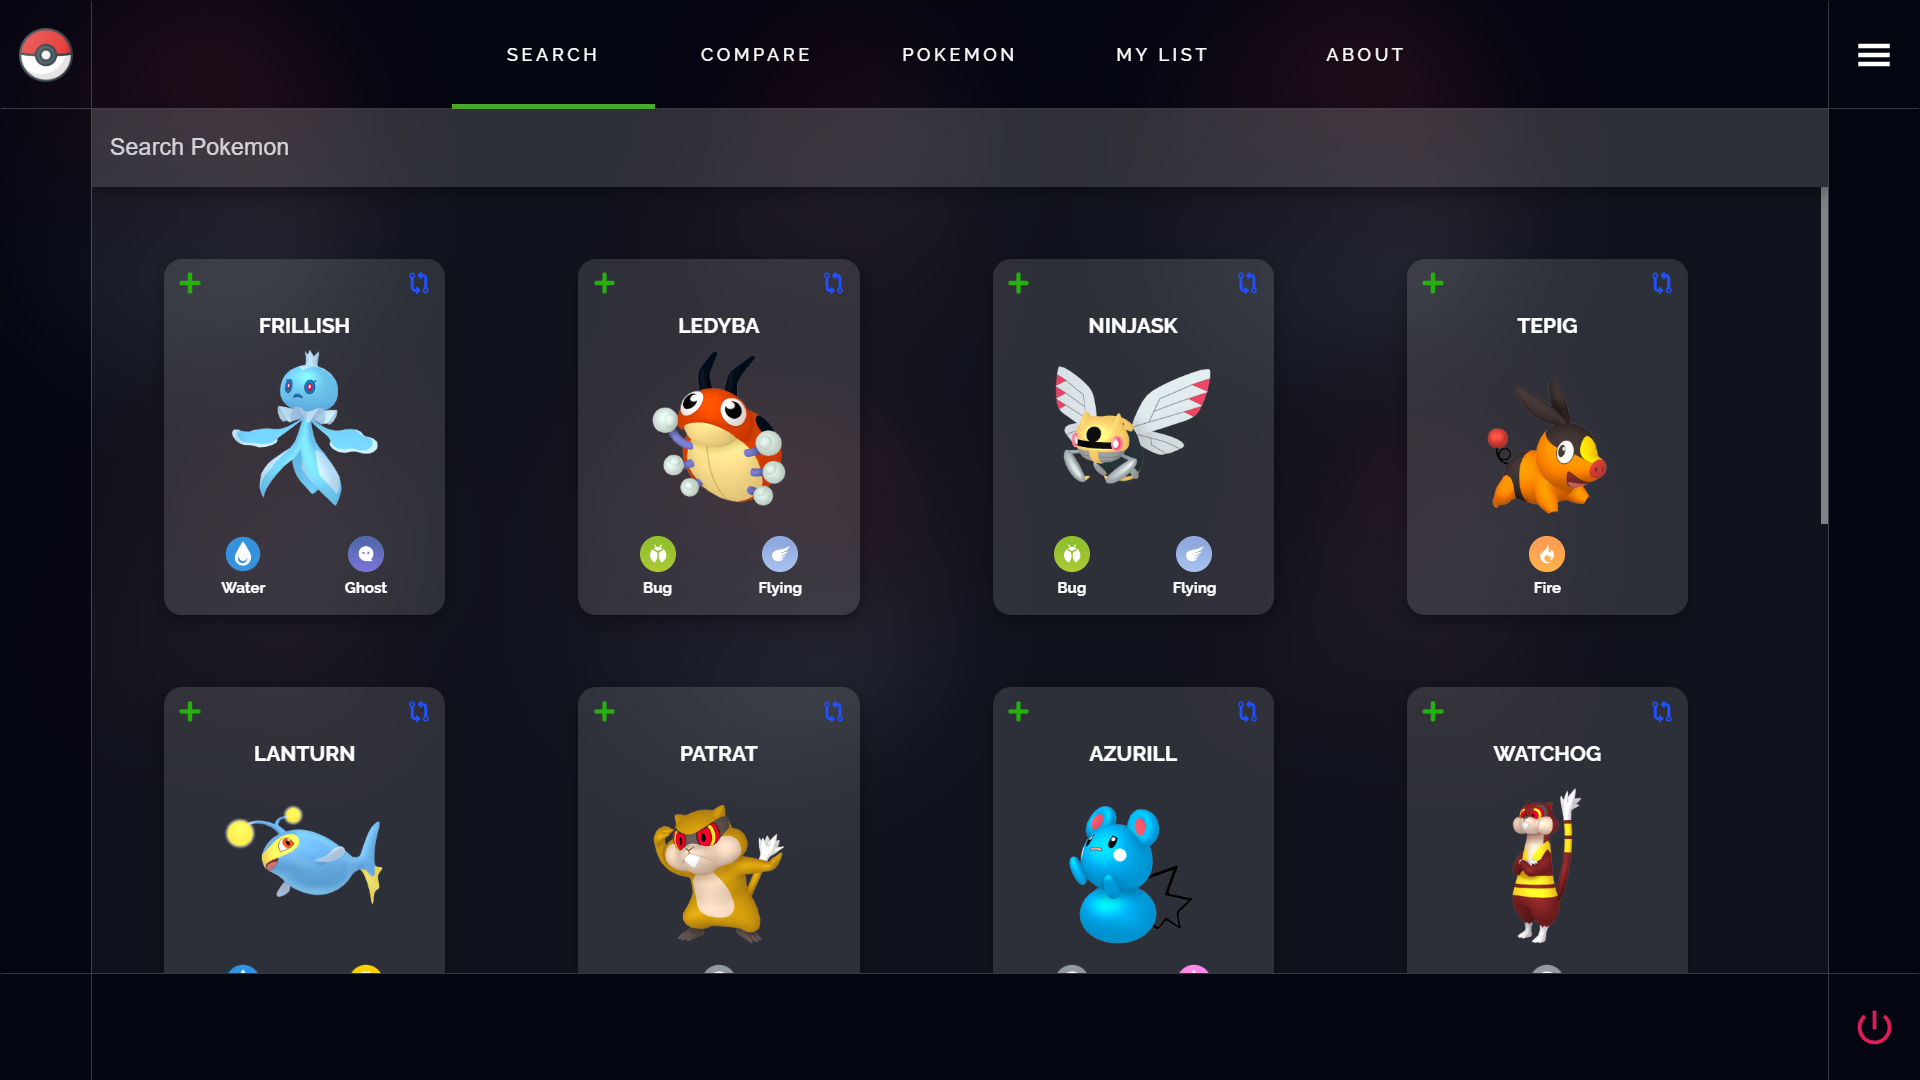 SEARCH COMPARE POKEMON MY LIST ABOUT
Search Pokemon
FRILLISH LEDYBA NINJASK TEPIG
Water Ghost Bug Flying Bug Flying Fire
LANTURN PATRAT AZURILL WATCHOG